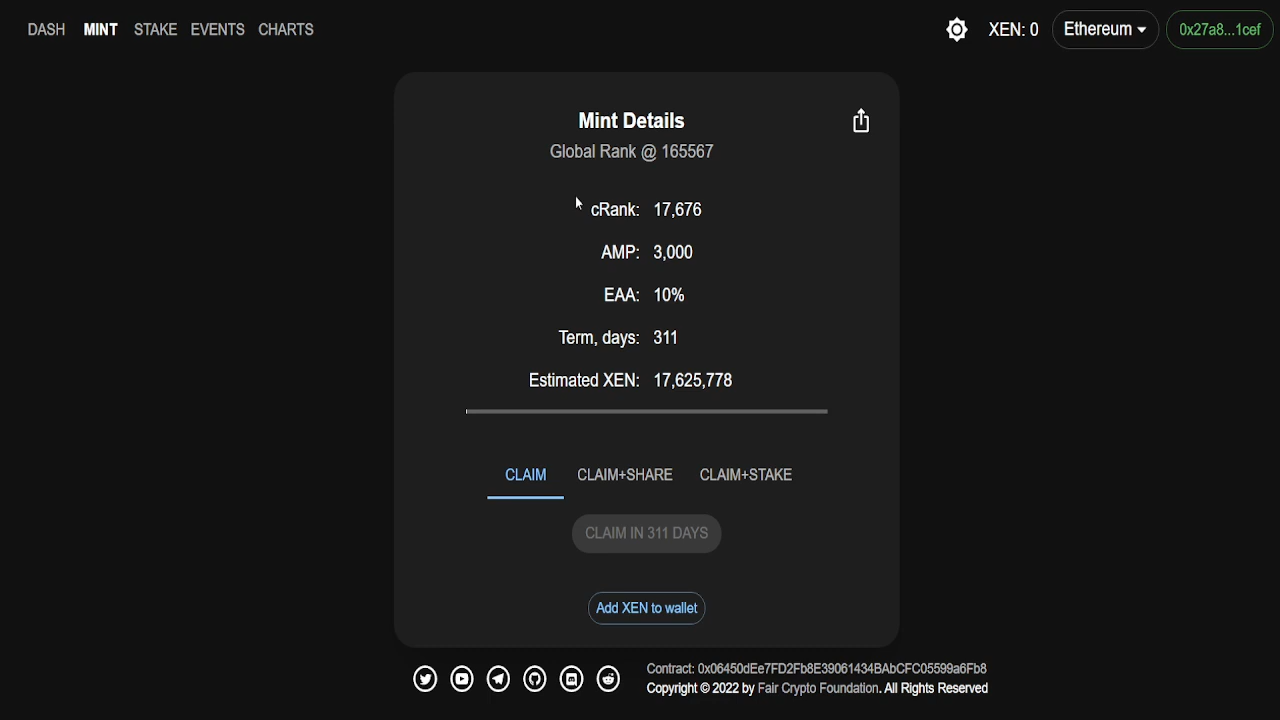 DASH MINT STAKE EVENTS CHARTS XEN: 0 Ethereum 0x27a8...1cef
Mint Details
Global Rank @ 165567
cRank: 17,676
AMP: 3,000
EAA: 10%
Term, days: 311
Estimated XEN: 17,625,778
CLAIM CLAIM+SHARE CLAIM+STAKE
CLAIM IN 311 DAYS
Add XEN to wallet
Contract: 0x06450dEe7FD2Fb8E39061434BAbCFC05599a6Fb8
Copyright © 2022 by Fair Crypto Foundation. All Rights Reserved